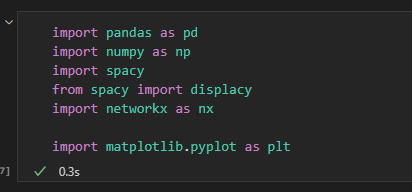 import pandas as pd
import numpy as np
import spacy
from spacy import displacy
import networkx as nx
import matplotlib.pyplot as plt
7]
0.3s